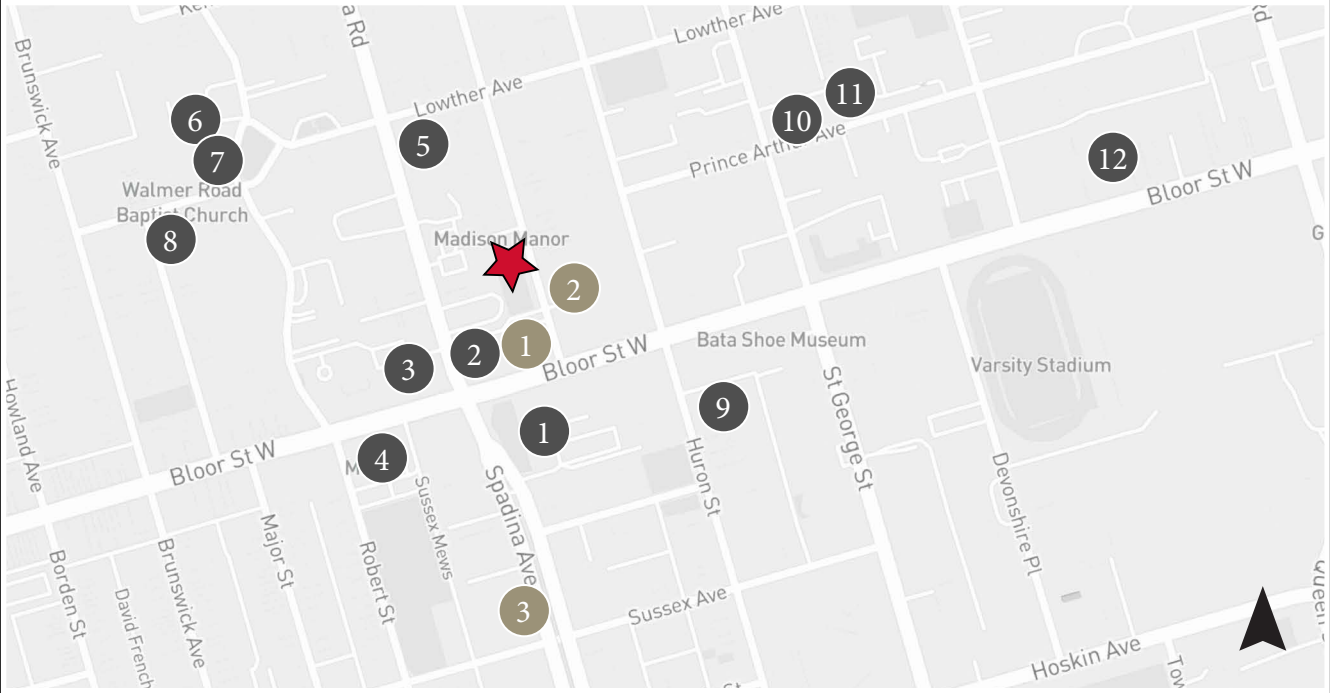 Lowther Ave
a Rd
Rd
Brunswick Ave
Lowther Ave
11
6
10
5
Prince Arthur Ave
7
12
Walmer Road
Baptist Church
Bloor St W
8
Madison Manor
G
2
1
2
Bloor St W
Bata Shoe Museum
3
Varsity Stadium
St George St
9
Howland Ave
1
4
M
Bloor St W
Huron St
Spadina Ave
Sussex Mews
Devonshire Pl
Major St
Robert St
Brunswick Ave
Borden St
David French
3
Sussex Ave
Hoskin Ave